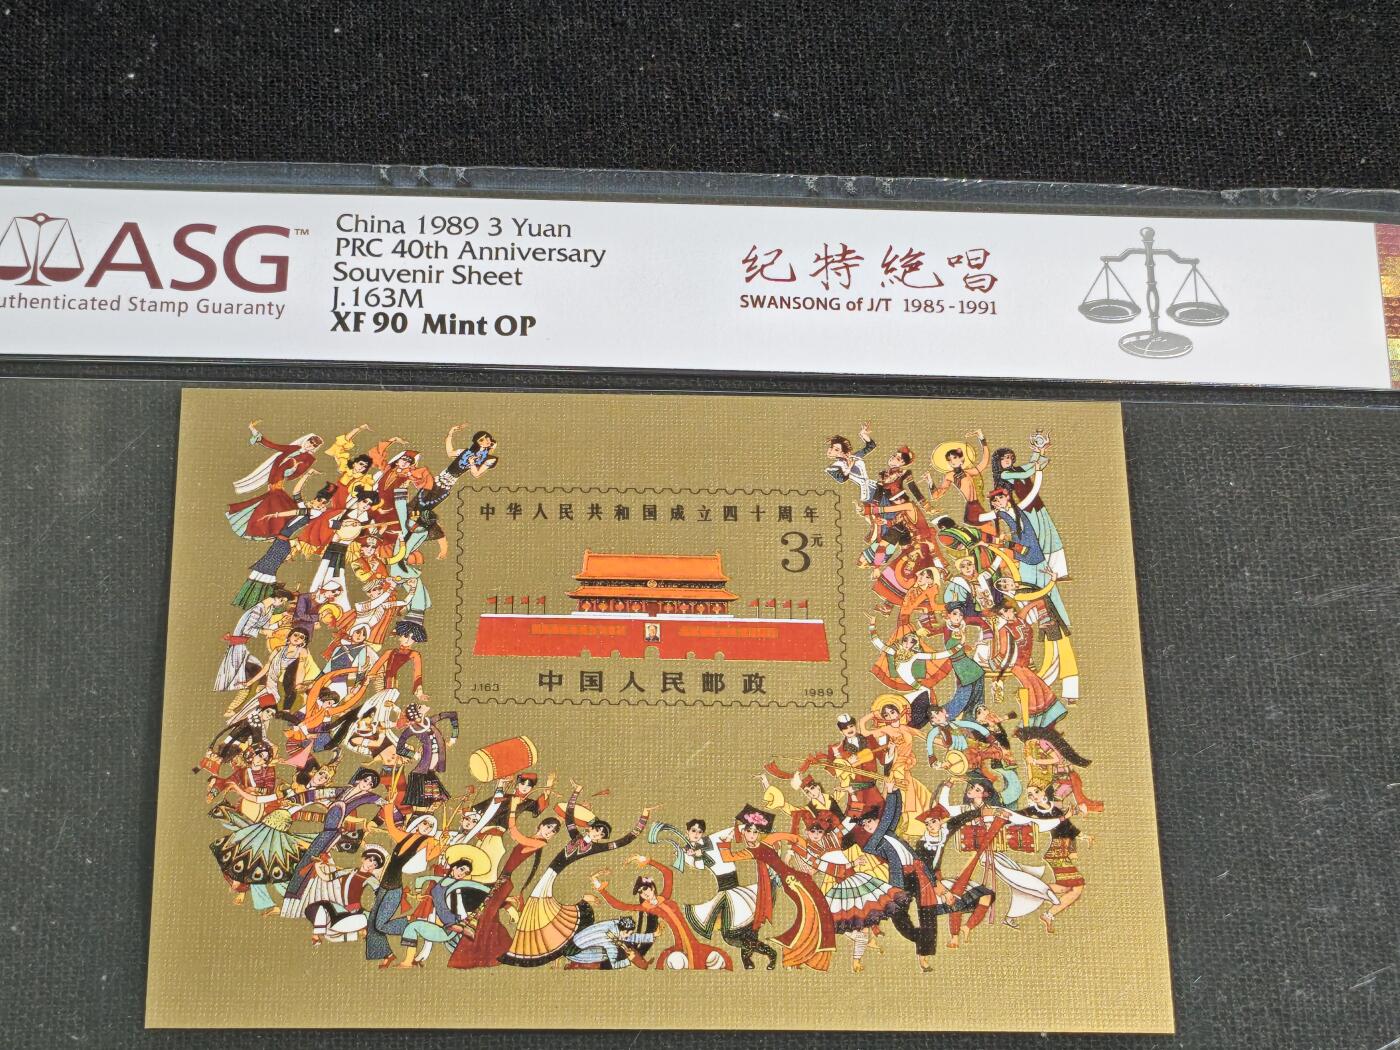 ASG™
uthenticated Stamp Guaranty
China 1989 3 Yuan
PRC 40th Anniversary
Souvenir Sheet
J.163M
XF 90 Mint OP
纪特絶唱
SWANSONG of J/T 1985-1991
中华人民共和国成立四十周年
3元
J.163
中国人民邮政
1989